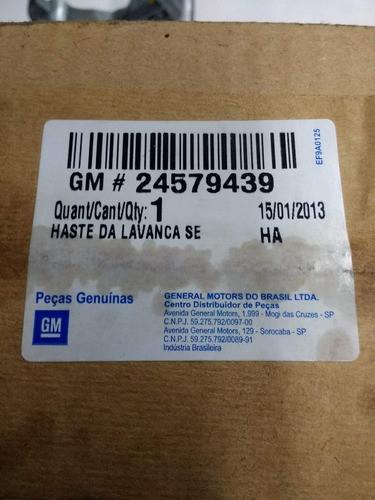 EF9A0125
GM # 24579439
Quant/Cant/Qty: 1 15/01/2013
HASTE DA LAVANCA SE HA
Peças Genuínas
GM
GENERAL MOTORS DO BRASIL LTDA.
Centro Distribuidor de Peças
Avenida General Motors, 1.999 - Mogi das Cruzes - SP
C.N.P.J. 59.275.792/0097-00
Avenida General Motors, 129 - Sorocaba - SP
C.N.P.J. 59.275.792/0089-91
Indústria Brasileira